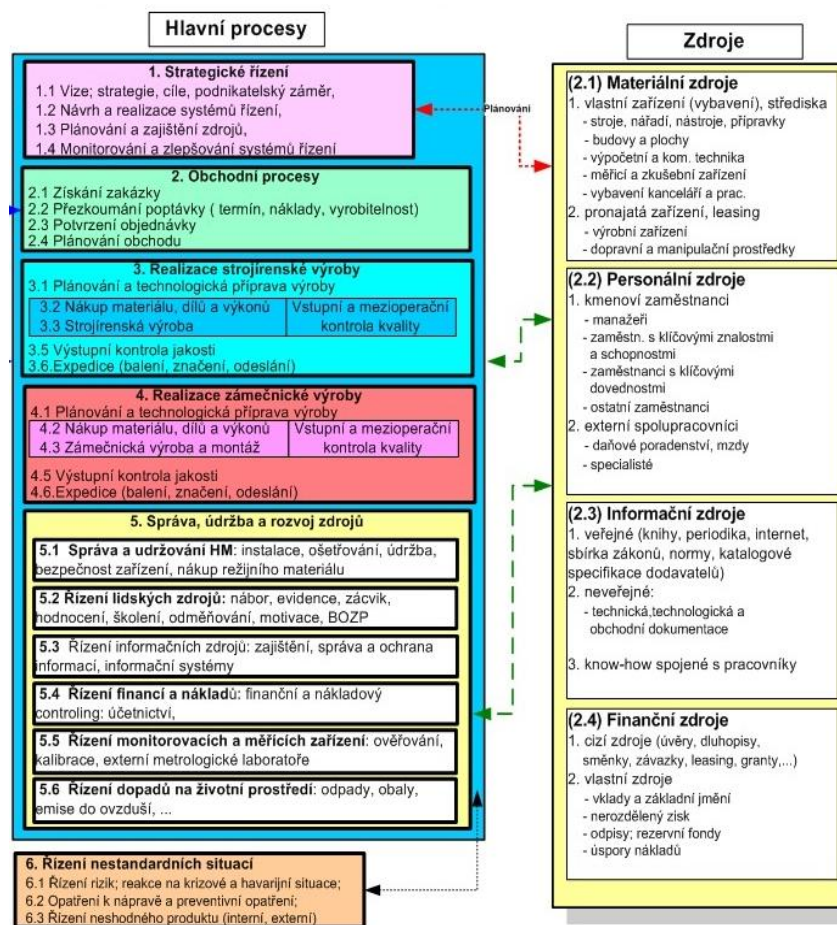 Hlavní procesy
1. Strategické řízení
1.1 Vize; strategie, cíle, podnikatelský záměr,
1.2 Návrh a realizace systémů řízení,
1.3 Plánování a zajištění zdrojů,
1.4 Monitorování a zlepšování systémů řízení
2. Obchodní procesy
2.1 Získání zakázky
2.2 Přezkoumání poptávky ( termín, náklady, vyrobitelnost)
2.3 Potvrzení objednávky
2.4 Plánování obchodu
3. Realizace strojírenské výroby
3.1 Plánování a technologická příprava výroby
3.2 Nákup materiálu, dílů a výkonů
3.3 Strojírenská výroba
Vstupní a mezioperační
kontrola kvality
3.5 Výstupní kontrola jakosti
3.6.Expedice (balení, značení, odeslání)
4. Realizace zámečnické výroby
4.1 Plánování a technologická příprava výroby
4.2 Nákup materiálu, dílů a výkonů
4.3 Zámečnická výroba a montáž
Vstupní a mezioperační
kontrola kvality
4.5 Výstupní kontrola jakosti
4.6.Expedice (balení, značení, odeslání)
5. Správa, údržba a rozvoj zdrojů
5.1 Správa a udržování HM: instalace, ošetřování, údržba,
bezpečnost zařízení, nákup režijního materiálu
5.2 Řízení lidských zdrojů: nábor, evidence, zácvik,
hodnocení, školení, odměňování, motivace, BOZP
5.3 Řízení informačních zdrojů: zajištění, správa a ochrana
informací, informační systémy
5.4 Řízení financí a nákladů: finanční a nákladový
controling: účetnictví,
5.5 Řízení monitorovacích a měřících zařízení: ověřování,
kalibrace, externí metrologické laboratoře
5.6 Řízení dopadů na životní prostředí: odpady, obaly,
emise do ovzduší, ...
6. Řízení nestandardních situací
6.1 Řízení rizik; reakce na krizové a havarijní situace;
6.2 Opatření k nápravě a preventivní opatření;
6.3 Řízení neshodného produktu (interní, externí)
Plánování
Zdroje
(2.1) Materiální zdroje
1. vlastní zařízení (vybavení), střediska
- stroje, nářadí, nástroje, přípravky
- budovy a plochy
- výpočetní a kom. technika
- měřicí a zkušební zařízení
- vybavení kanceláří a prac.
2. pronajatá zařízení, leasing
- výrobní zařízení
- dopravní a manipulační prostředky
(2.2) Personální zdroje
1. kmenoví zaměstnanci
- manažeři
- zaměstn. s klíčovými znalostmi
a schopnostmi
- zaměstnanci s klíčovými
dovednostmi
- ostatní zaměstnanci
2. externí spolupracovníci
- daňové poradenství, mzdy
- specialisté
(2.3) Informační zdroje
1. veřejné (knihy, periodika, internet,
sbírka zákonů, normy, katalogové
specifikace dodavatelů)
2. neveřejné:
- technická,technologická a
obchodní dokumentace
3. know-how spojené s pracovníky
(2.4) Finanční zdroje
1. cizí zdroje (úvěry, dluhopisy,
směnky, závazky, leasing, granty,...)
2. vlastní zdroje
- vklady a základní jmění
- nerozdělený zisk
- odpisy; rezervní fondy
- úspory nákladů